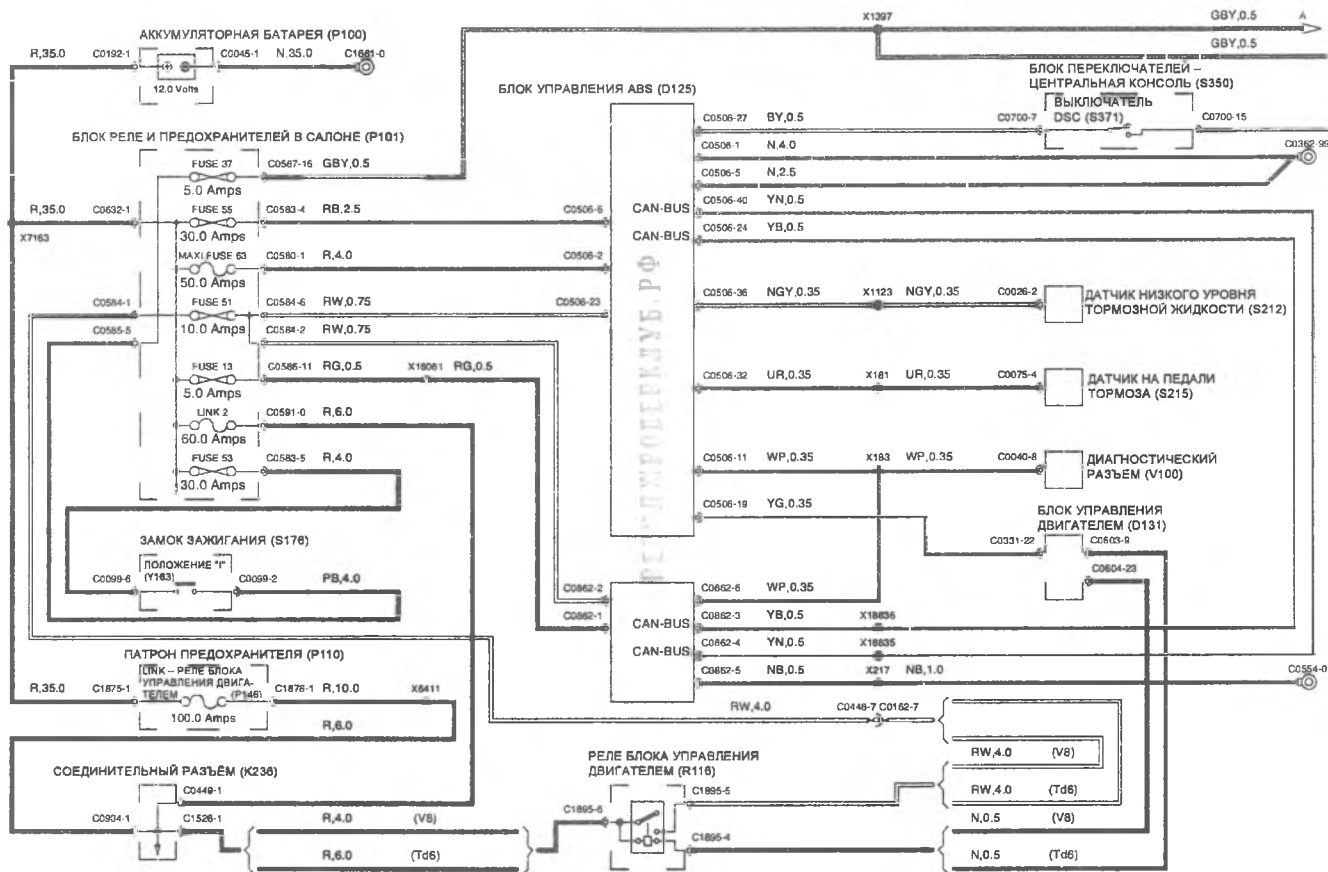 X1397
GBY,0.5
A
GBY,0.5
АККУМУЛЯТОРНАЯ БАТАРЕЯ (P100)
R,35.0
C0192-1
C0045-1
N,35.0
C1661-0
12.0 Volts
БЛОК УПРАВЛЕНИЯ ABS (D125)
БЛОК ПЕРЕКЛЮЧАТЕЛЕЙ –
ЦЕНТРАЛЬНАЯ КОНСОЛЬ (S350)
ВЫКЛЮЧАТЕЛЬ
DSC (S371)
C0506-27
BY,0.5
C0700-7
C0700-15
C0506-1
N,4.0
C0362-99
C0506-5
N,2.5
C0506-40
YN,0.5
CAN-BUS
C0506-24
YB,0.5
CAN-BUS
БЛОК РЕЛЕ И ПРЕДОХРАНИТЕЛЕЙ В САЛОНЕ (P101)
FUSE 37
C0587-16
GBY,0.5
5.0 Amps
R,35.0
C0632-1
FUSE 55
C0583-4
RB,2.5
C0506-6
X7163
30.0 Amps
MAXI FUSE 63
C0580-1
R,4.0
C0506-2
50.0 Amps
C0584-1
FUSE 51
C0584-6
RW,0.75
C0506-23
10.0 Amps
C0585-5
C0584-2
RW,0.75
FUSE 13
C0586-11
RG,0.5
X18061
RG,0.5
5.0 Amps
LINK 2
C0591-0
R,6.0
60.0 Amps
FUSE 53
C0583-5
R,4.0
30.0 Amps
C0506-36
NGY,0.35
X1123
NGY,0.35
C0026-2
ДАТЧИК НИЗКОГО УРОВНЯ
ТОРМОЗНОЙ ЖИДКОСТИ (S212)
C0506-32
UR,0.35
X181
UR,0.35
C0075-4
ДАТЧИК НА ПЕДАЛИ
ТОРМОЗА (S215)
C0506-11
WP,0.35
X183
WP,0.35
C0040-8
ДИАГНОСТИЧЕСКИЙ
РАЗЪЕМ (V100)
C0506-19
YG,0.35
БЛОК УПРАВЛЕНИЯ
ДВИГАТЕЛЕМ (D131)
C0331-22
C0603-9
C0604-23
ЗАМОК ЗАЖИГАНИЯ (S176)
ПОЛОЖЕНИЕ "I"
(Y163)
C0099-6
C0099-2
PB,4.0
C0862-2
C0862-6
WP,0.35
C0862-1
C0862-3
YB,0.5
X18636
CAN-BUS
C0862-4
YN,0.5
X18635
CAN-BUS
C0862-5
NB,0.5
X217
NB,1.0
C0554-0
ПАТРОН ПРЕДОХРАНИТЕЛЯ (P110)
LINK – РЕЛЕ БЛОКА
УПРАВЛЕНИЯ ДВИГА-
ТЕЛЕМ (P146)
R,35.0
C1875-1
C1876-1
R,10.0
X6411
100.0 Amps
R,6.0
RW,4.0
C0448-7
C0162-7
СОЕДИНИТЕЛЬНЫЙ РАЗЪЁМ (K236)
C0449-1
C0934-1
C1526-1
R,4.0
(V8)
R,6.0
(Td6)
РЕЛЕ БЛОКА УПРАВЛЕНИЯ
ДВИГАТЕЛЕМ (R116)
C1895-6
C1895-5
C1895-4
RW,4.0
(V8)
RW,4.0
(Td6)
N,0.5
(V8)
N,0.5
(Td6)